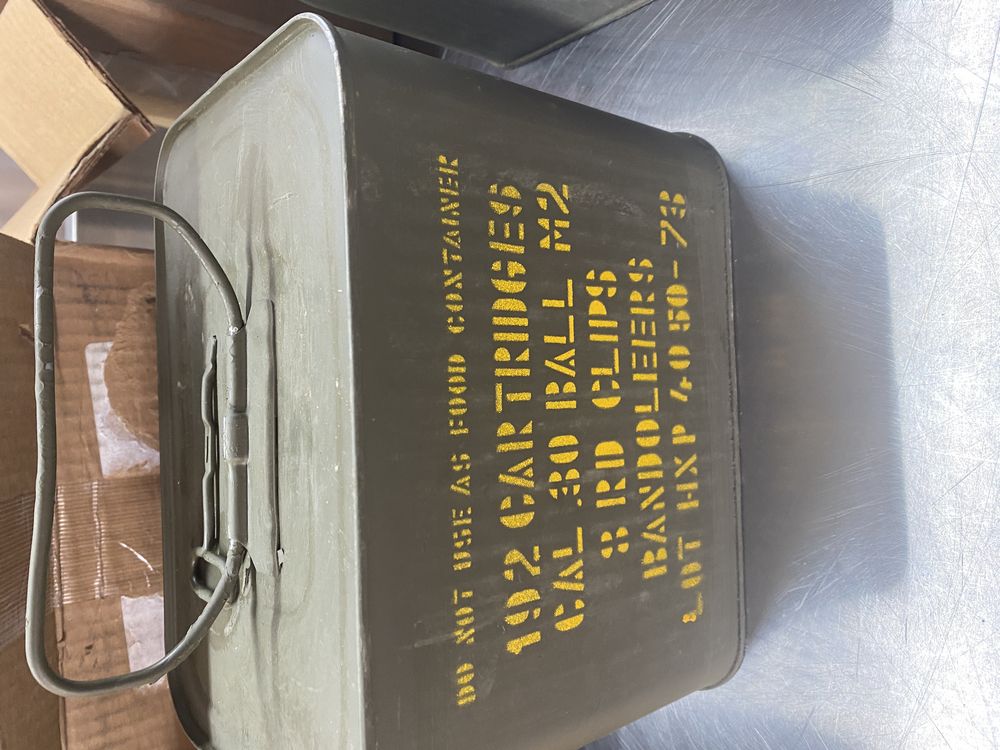 DO NOT USE AS FOOD CONTAINER
192 CARTRIDGES
CAL .30 BALL M2
8 RD CLIPS
BANDOLEERS
LOT HXP 40 50-73